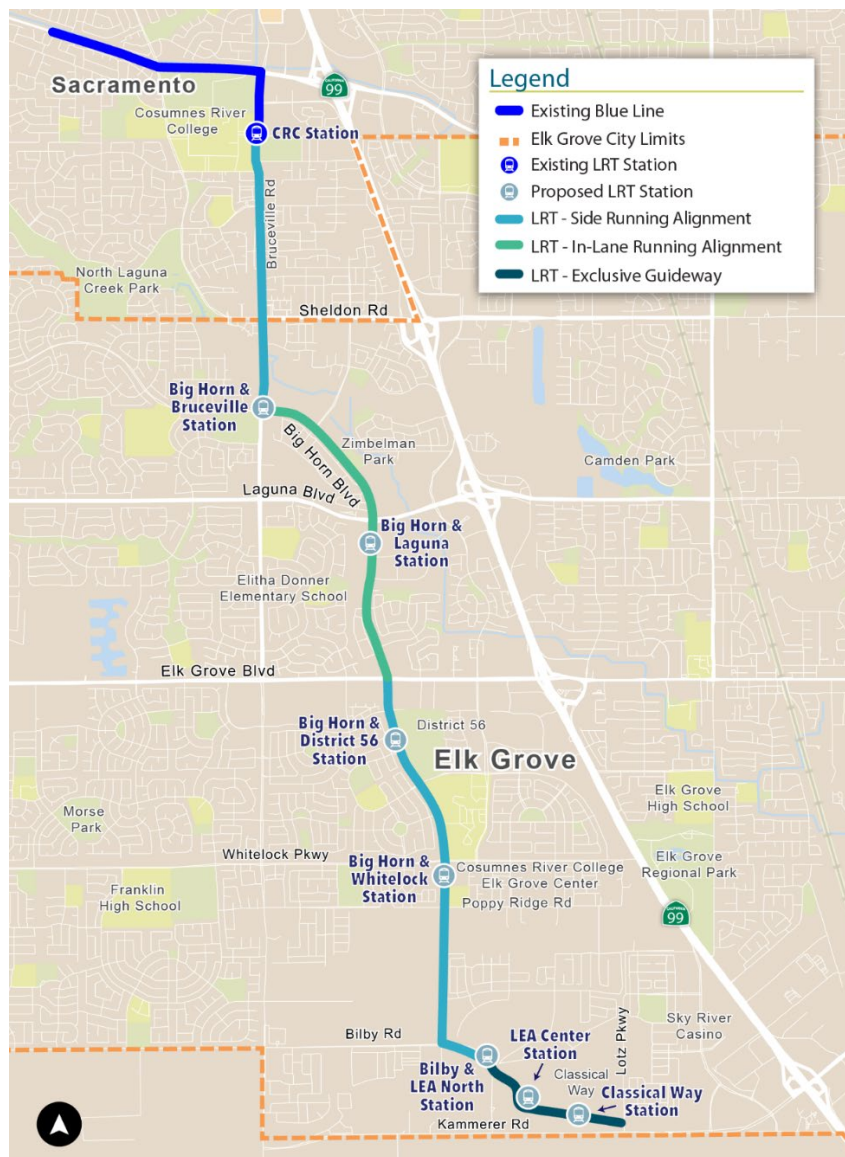 Legend
Existing Blue Line
Elk Grove City Limits
Existing LRT Station
Proposed LRT Station
LRT - Side Running Alignment
LRT - In-Lane Running Alignment
LRT - Exclusive Guideway
CALIFORNIA
99
Sacramento
Cosumnes River
College
CRC Station
Bruceville Rd
North Laguna
Creek Park
Sheldon Rd
Big Horn &
Bruceville
Station
Big Horn Blvd
Zimbelman
Park
Camden Park
Laguna Blvd
Big Horn &
Laguna
Station
Elitha Donner
Elementary School
Elk Grove Blvd
Big Horn &
District 56
Station
District 56
Elk Grove
Elk Grove
High School
Morse
Park
Whitelock Pkwy
Big Horn &
Whitelock
Station
Cosumnes River College
Elk Grove Center
Poppy Ridge Rd
Elk Grove
Regional Park
Franklin
High School
CALIFORNIA
99
Sky River
Casino
Lotz Pkwy
Bilby Rd
LEA Center
Station
Bilby &
LEA North
Station
Classical
Way
Classical Way
Station
Kammerer Rd